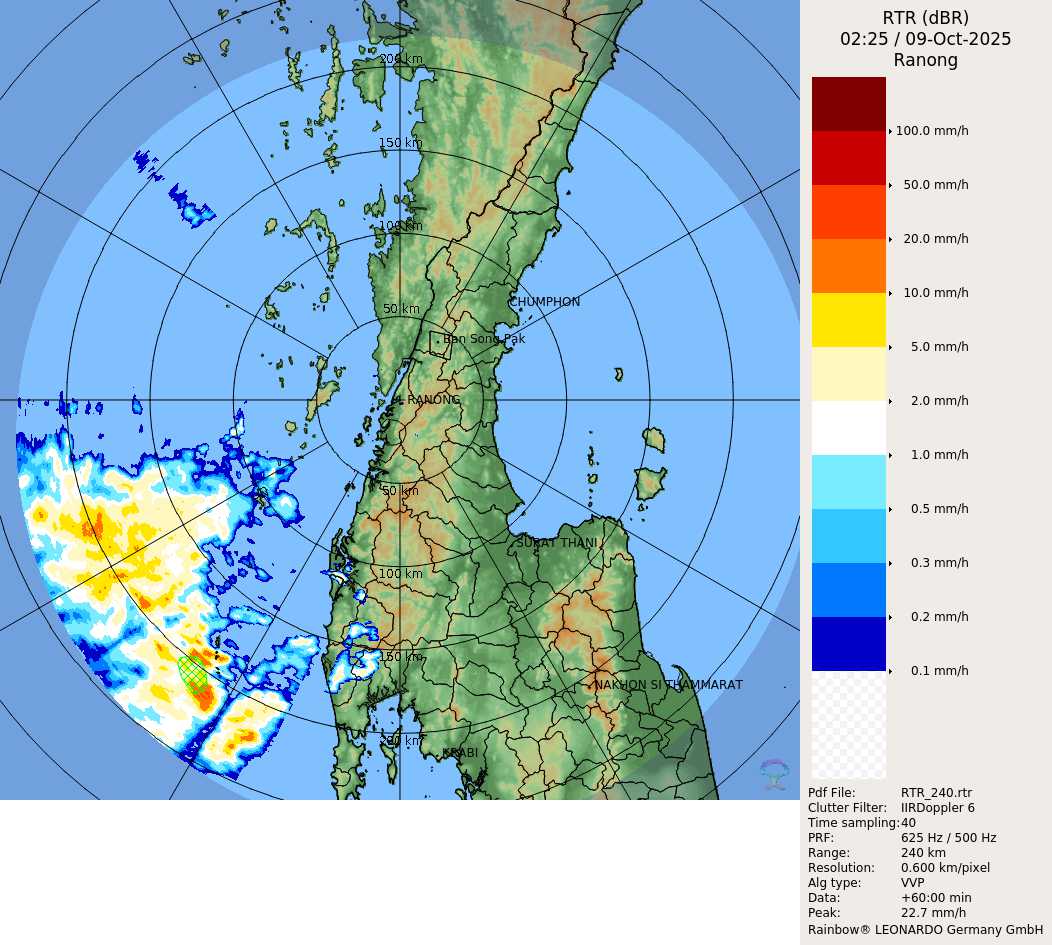 RTR (dBR)
02:25 / 09-Oct-2025
Ranong
200 km
150 km
100 km
50 km
CHUMPHON
Ban Song Pak
RANONG
50 km
SURAT THANI
100 km
150 km
NAKHON SI THAMMARAT
200 km
KRABI
100.0 mm/h
50.0 mm/h
20.0 mm/h
10.0 mm/h
5.0 mm/h
2.0 mm/h
1.0 mm/h
0.5 mm/h
0.3 mm/h
0.2 mm/h
0.1 mm/h
Pdf File: RTR_240.rtr
Clutter Filter: IIRDoppler 6
Time sampling: 40
PRF: 625 Hz / 500 Hz
Range: 240 km
Resolution: 0.600 km/pixel
Alg type: VVP
Data: +60:00 min
Peak: 22.7 mm/h
Rainbow® LEONARDO Germany GmbH